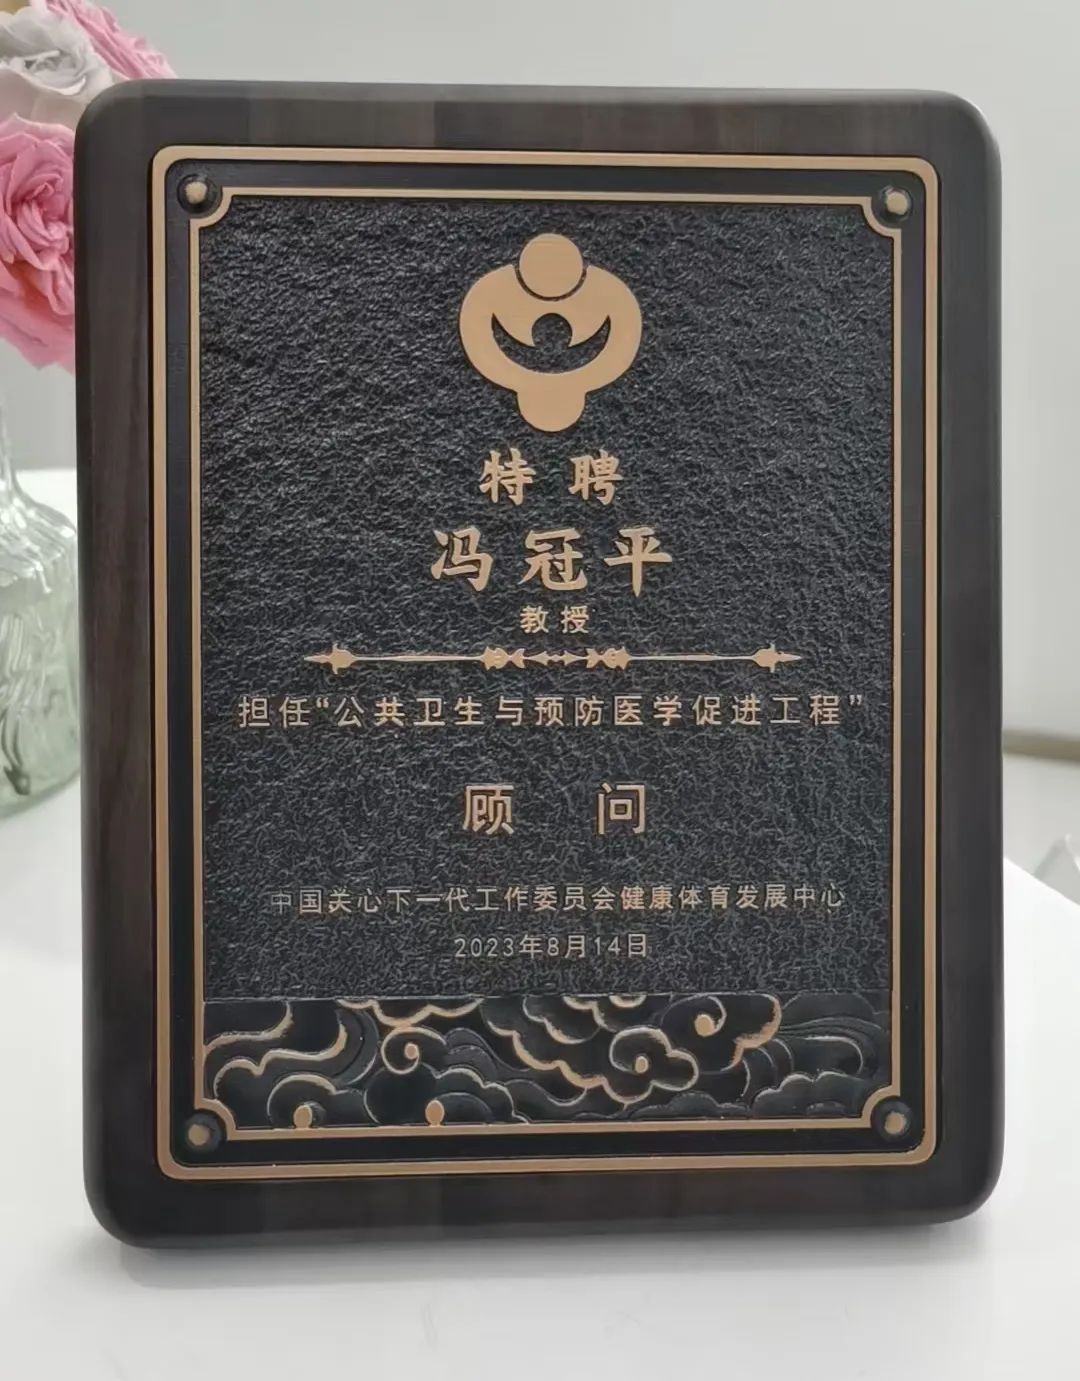 特聘
冯冠平
教授
担任“公共卫生与预防医学促进工程”
顾问
中国关心下一代工作委员会健康体育发展中心
2023年8月14日